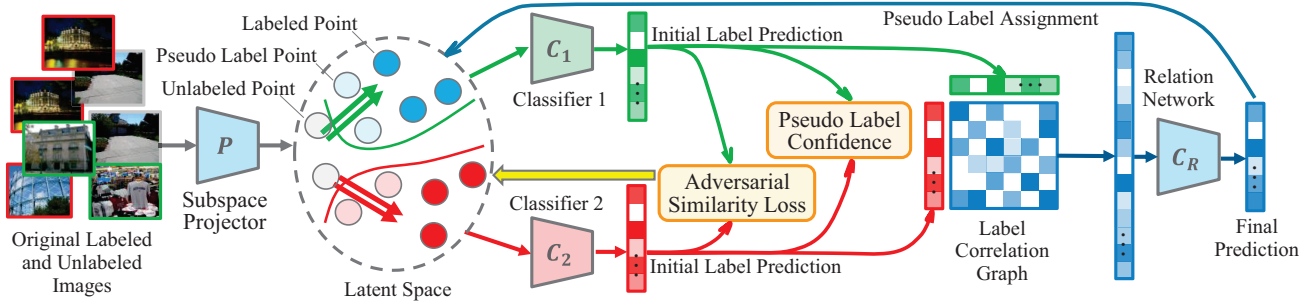 Labeled Point
Pseudo Label Point
Unlabeled Point
P
Subspace
Projector
Original Labeled
and Unlabeled
Images
Latent Space
C1
Classifier 1
Classifier 2
C2
Initial Label Prediction
Initial Label Prediction
Pseudo Label
Confidence
Adversarial
Similarity Loss
Pseudo Label Assignment
Label
Correlation
Graph
Relation
Network
CR
Final
Prediction